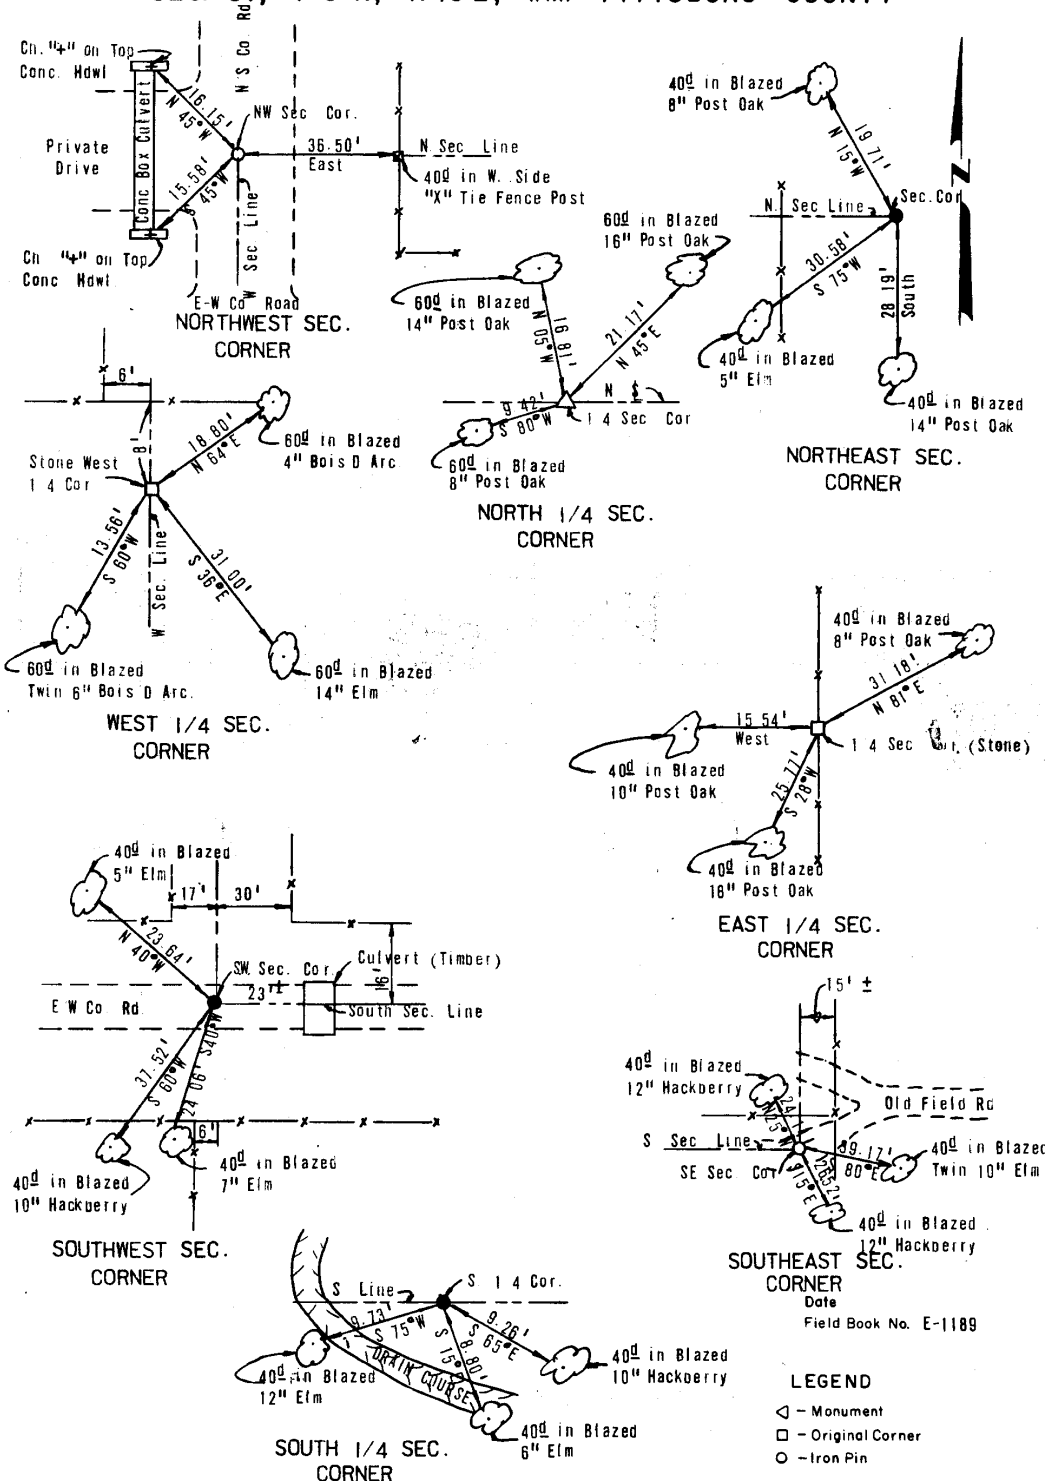 PITTSBURG COUNTY
Ch. "+" on Top
Conc. Hdwl
N S Co. Rd
16.15'
N 45°W
NW Sec Cor.
Private
Drive
Conc Box Culvert
36.50'
East
N. Sec Line
40d in W. Side
"X" Tie Fence Post
15.58'
S 45°W
W Sec Line
Ch "+" on Top
Conc Hdwl
E-W Co Road
NORTHWEST SEC.
CORNER
40d in Blazed
8" Post Oak
19.71'
N 15°W
N
N. Sec Line
Sec. Cor
30.58'
S 75°W
28 19'
South
40d in Blazed
5" Elm
40d in Blazed
14" Post Oak
NORTHEAST SEC.
CORNER
60d in Blazed
16" Post Oak
60d in Blazed
14" Post Oak
16 81'
N 05°W
21.17'
N 45°E
N
9.42'
S 80°W
1 4 Sec Cor
60d in Blazed
8" Post Oak
NORTH 1/4 SEC.
CORNER
6'
8'
18.80'
N 64°E
60d in Blazed
4" Bois D Arc
Stone West
1 4 Cor
13.56'
S 60°W
W Sec. Line
31 00'
S 36°E
60d in Blazed
Twin 6" Bois D Arc.
60d in Blazed
14" Elm
WEST 1/4 SEC.
CORNER
40d in Blazed
8" Post Oak
31 18'
N 81°E
15 54'
West
1 4 Sec (Stone)
40d in Blazed
10" Post Oak
25.77'
S 28°W
40d in Blazed
18" Post Oak
EAST 1/4 SEC.
CORNER
40d in Blazed
5" Elm
17'
30'
23.64'
N 40°W
SW. Sec. Cor.
23'±
16'
Culvert (Timber)
E W Co. Rd.
South Sec. Line
37.52'
S 60°W
24 06'
S40°W
6'
40d in Blazed
10" Hackberry
40d in Blazed
7" Elm
SOUTHWEST SEC.
CORNER
15' ±
40d in Blazed
12" Hackberry
Old Field Rd
N25°W
S Sec Line
SE Sec Cor
39.17'
80°E
40d in Blazed
Twin 10" Elm
26.52'
15°E
40d in Blazed
12" Hackberry
SOUTHEAST SEC.
CORNER
S Line
S. 1 4 Cor.
9.73'
S 75°W
9.26'
S 65°E
8.80'
S 15°E
DRAIN COURSE
40d in Blazed
12" Elm
40d in Blazed
10" Hackberry
40d in Blazed
6" Elm
SOUTH 1/4 SEC.
CORNER
Date
Field Book No. E-1189
LEGEND
- Monument
- Original Corner
- Iron Pin